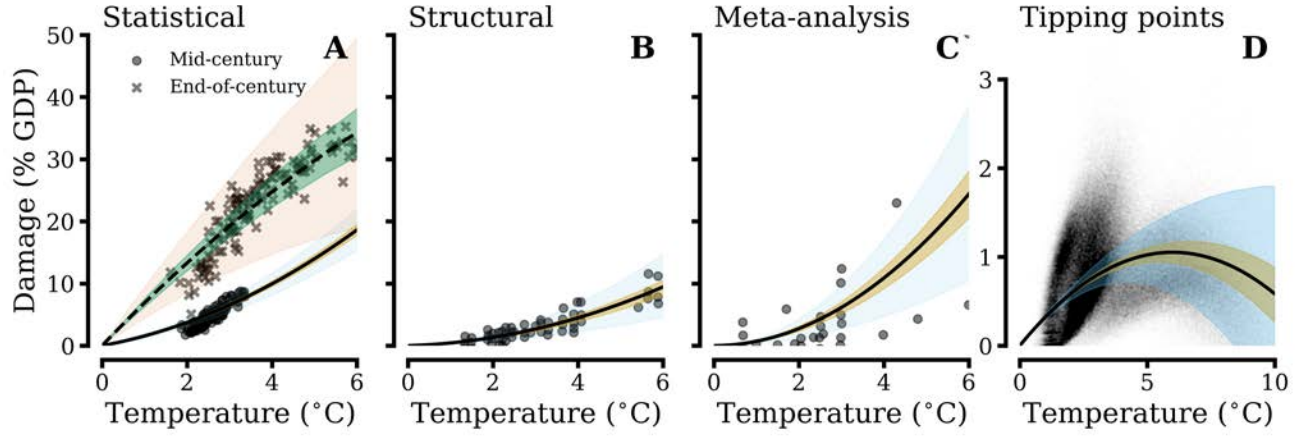 Statistical
Structural
Meta-analysis
Tipping points
A
B
C
D
50
40
30
20
10
0
Damage (% GDP)
Mid-century
End-of-century
3
2
1
0
0 2 4 6
0 2 4 6
0 2 4 6
0 5 10
Temperature (°C)
Temperature (°C)
Temperature (°C)
Temperature (°C)